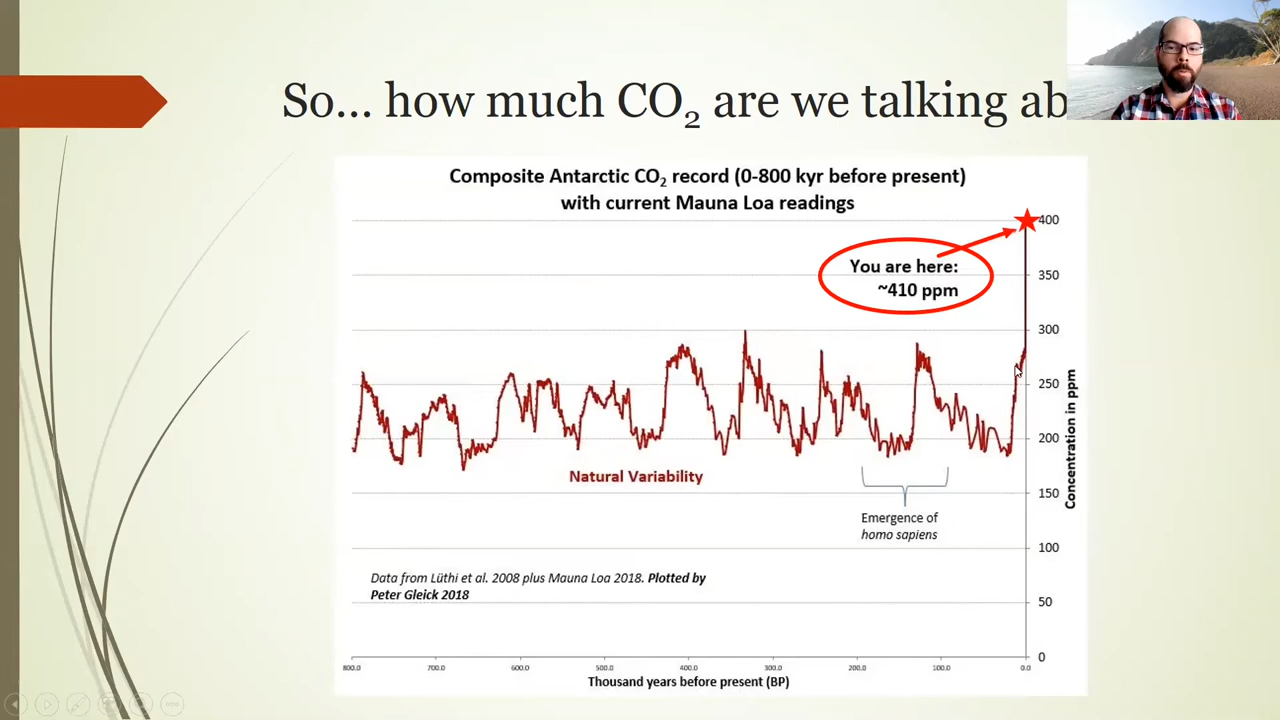 So... how much CO₂ are we talking ab
Composite Antarctic CO₂ record (0-800 kyr before present)
with current Mauna Loa readings
400
You are here:
~410 ppm
350
300
250
200
150
100
50
0
Concentration in ppm
Natural Variability
Emergence of
homo sapiens
Data from Lüthi et al. 2008 plus Mauna Loa 2018. Plotted by
Peter Gleick 2018
800.0 700.0 600.0 500.0 400.0 300.0 200.0 100.0 0.0
Thousand years before present (BP)